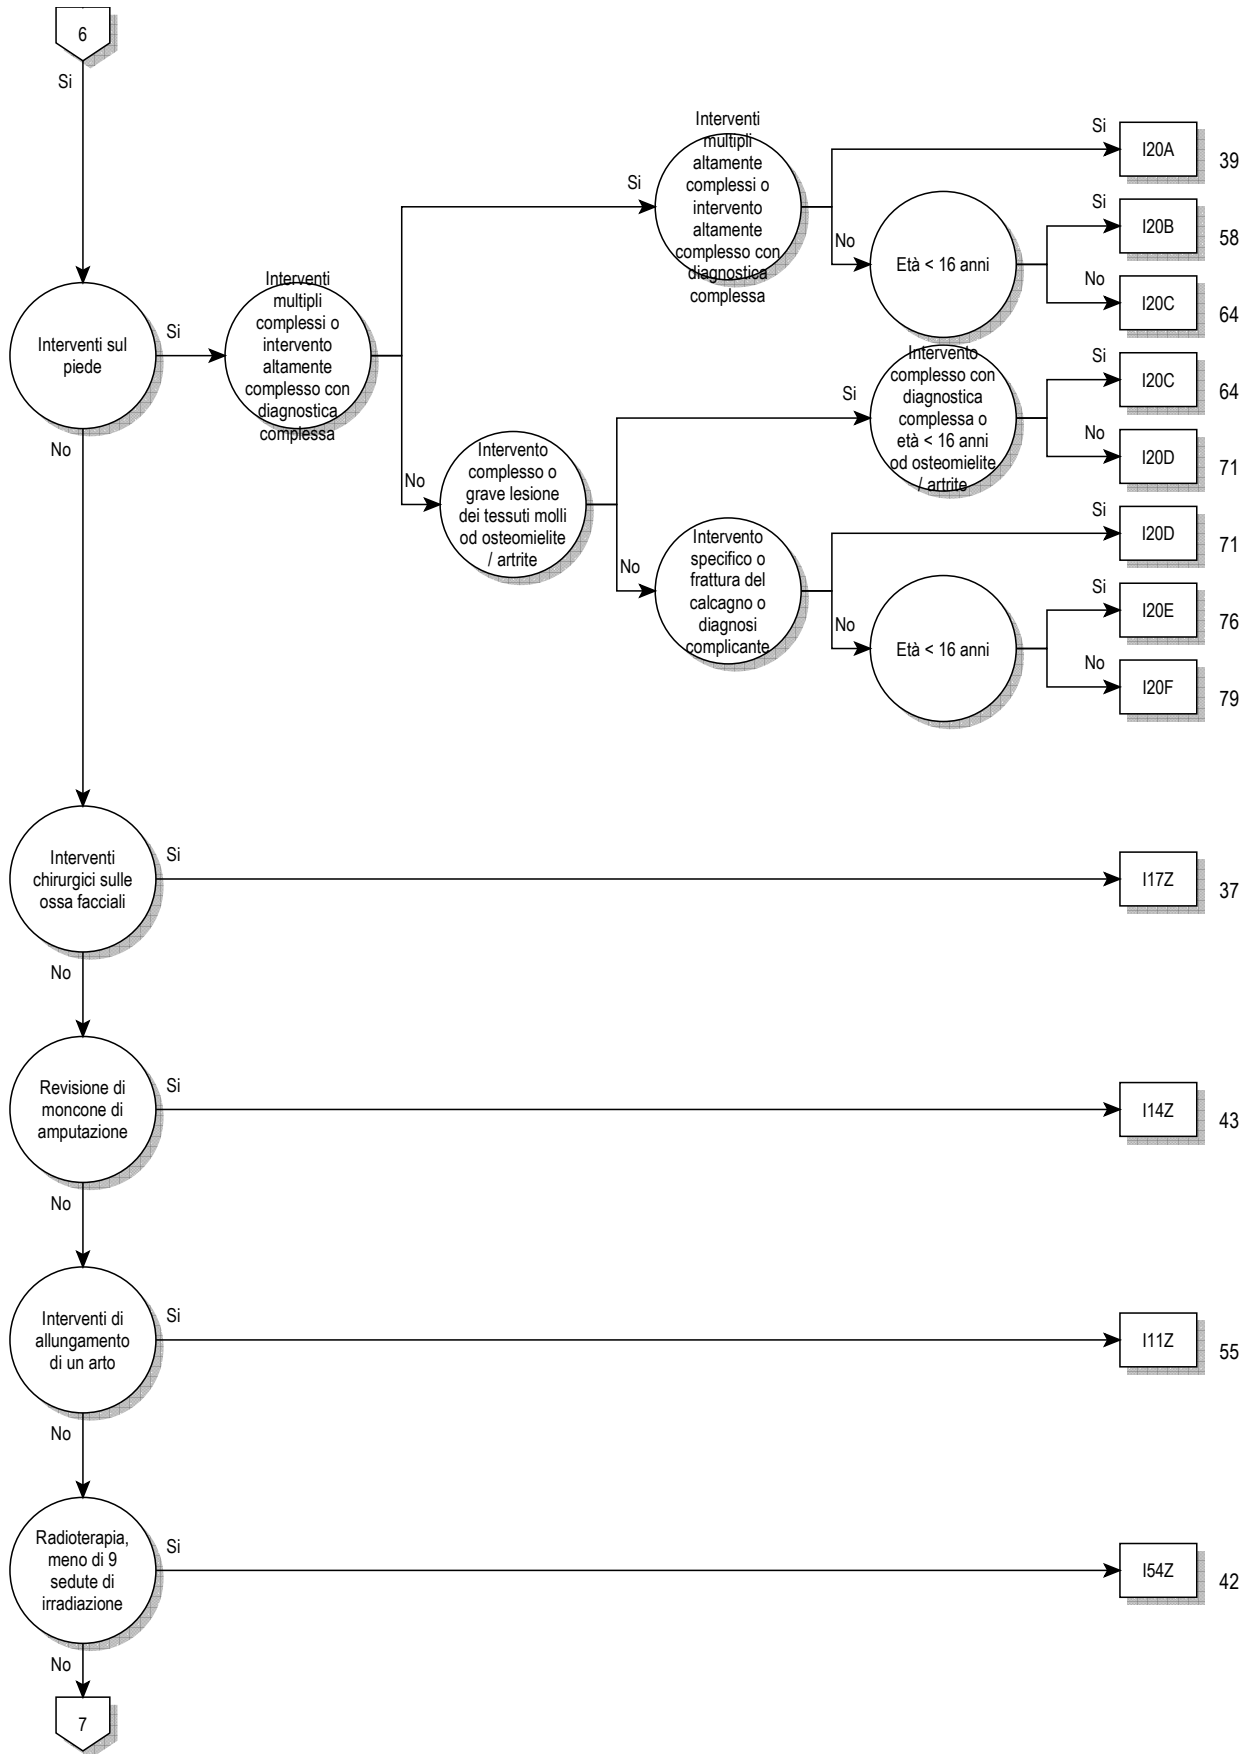 6
Si
Interventi sul
piede
Si
No
Interventi
multipli
complessi o
intervento
altamente
complesso con
diagnostica
complessa
Si
No
Interventi
multipli
altamente
complessi o
intervento
altamente
complesso con
diagnostica
complessa
Si
I20A
39
No
Età < 16 anni
Si
I20B
58
No
I20C
64
Intervento
complesso o
grave lesione
dei tessuti molli
od osteomielite
/ artrite
Si
No
Intervento
complesso con
diagnostica
complessa o
età < 16 anni
od osteomielite
/ artrite
Si
I20C
64
No
I20D
71
Intervento
specifico o
frattura del
calcagno o
diagnosi
complicante
Si
I20D
71
No
Età < 16 anni
Si
I20E
76
No
I20F
79
Interventi
chirurgici sulle
ossa facciali
Si
I17Z
37
No
Revisione di
moncone di
amputazione
Si
I14Z
43
No
Interventi di
allungamento
di un arto
Si
I11Z
55
No
Radioterapia,
meno di 9
sedute di
irradiazione
Si
I54Z
42
No
7